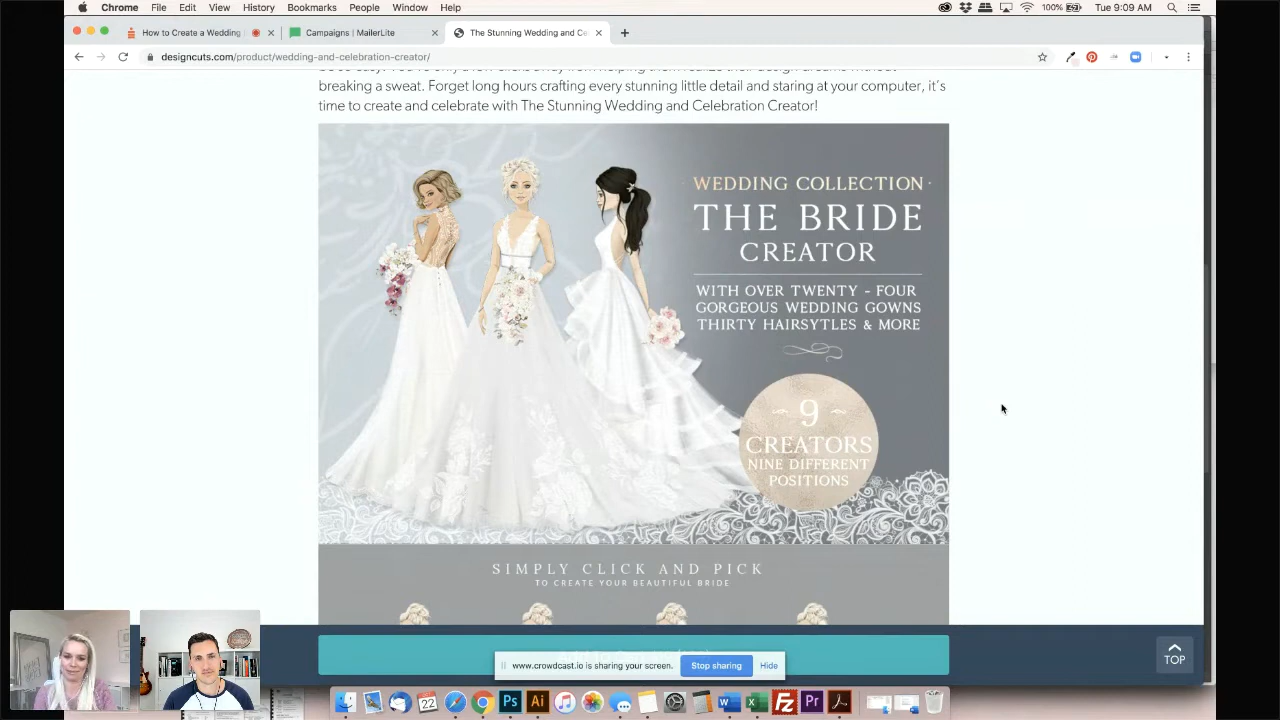 Chrome File Edit View History Bookmarks People Window Help 100% Tue 9:09 AM
How to Create a Wedding
Campaigns | MailerLite
The Stunning Wedding and Ce
designcuts.com/product/wedding-and-celebration-creator/
breaking a sweat. Forget long hours crafting every stunning little detail and staring at your computer, it's
time to create and celebrate with The Stunning Wedding and Celebration Creator!
WEDDING COLLECTION
THE BRIDE
CREATOR
WITH OVER TWENTY - FOUR
GORGEOUS WEDDING GOWNS
THIRTY HAIRSYTLES & MORE
9
CREATORS
NINE DIFFERENT
POSITIONS
SIMPLY CLICK AND PICK
TO CREATE YOUR BEAUTIFUL BRIDE
www.crowdcast.io is sharing your screen. Stop sharing Hide
TOP
22 Ps Ai W X Fz Pr